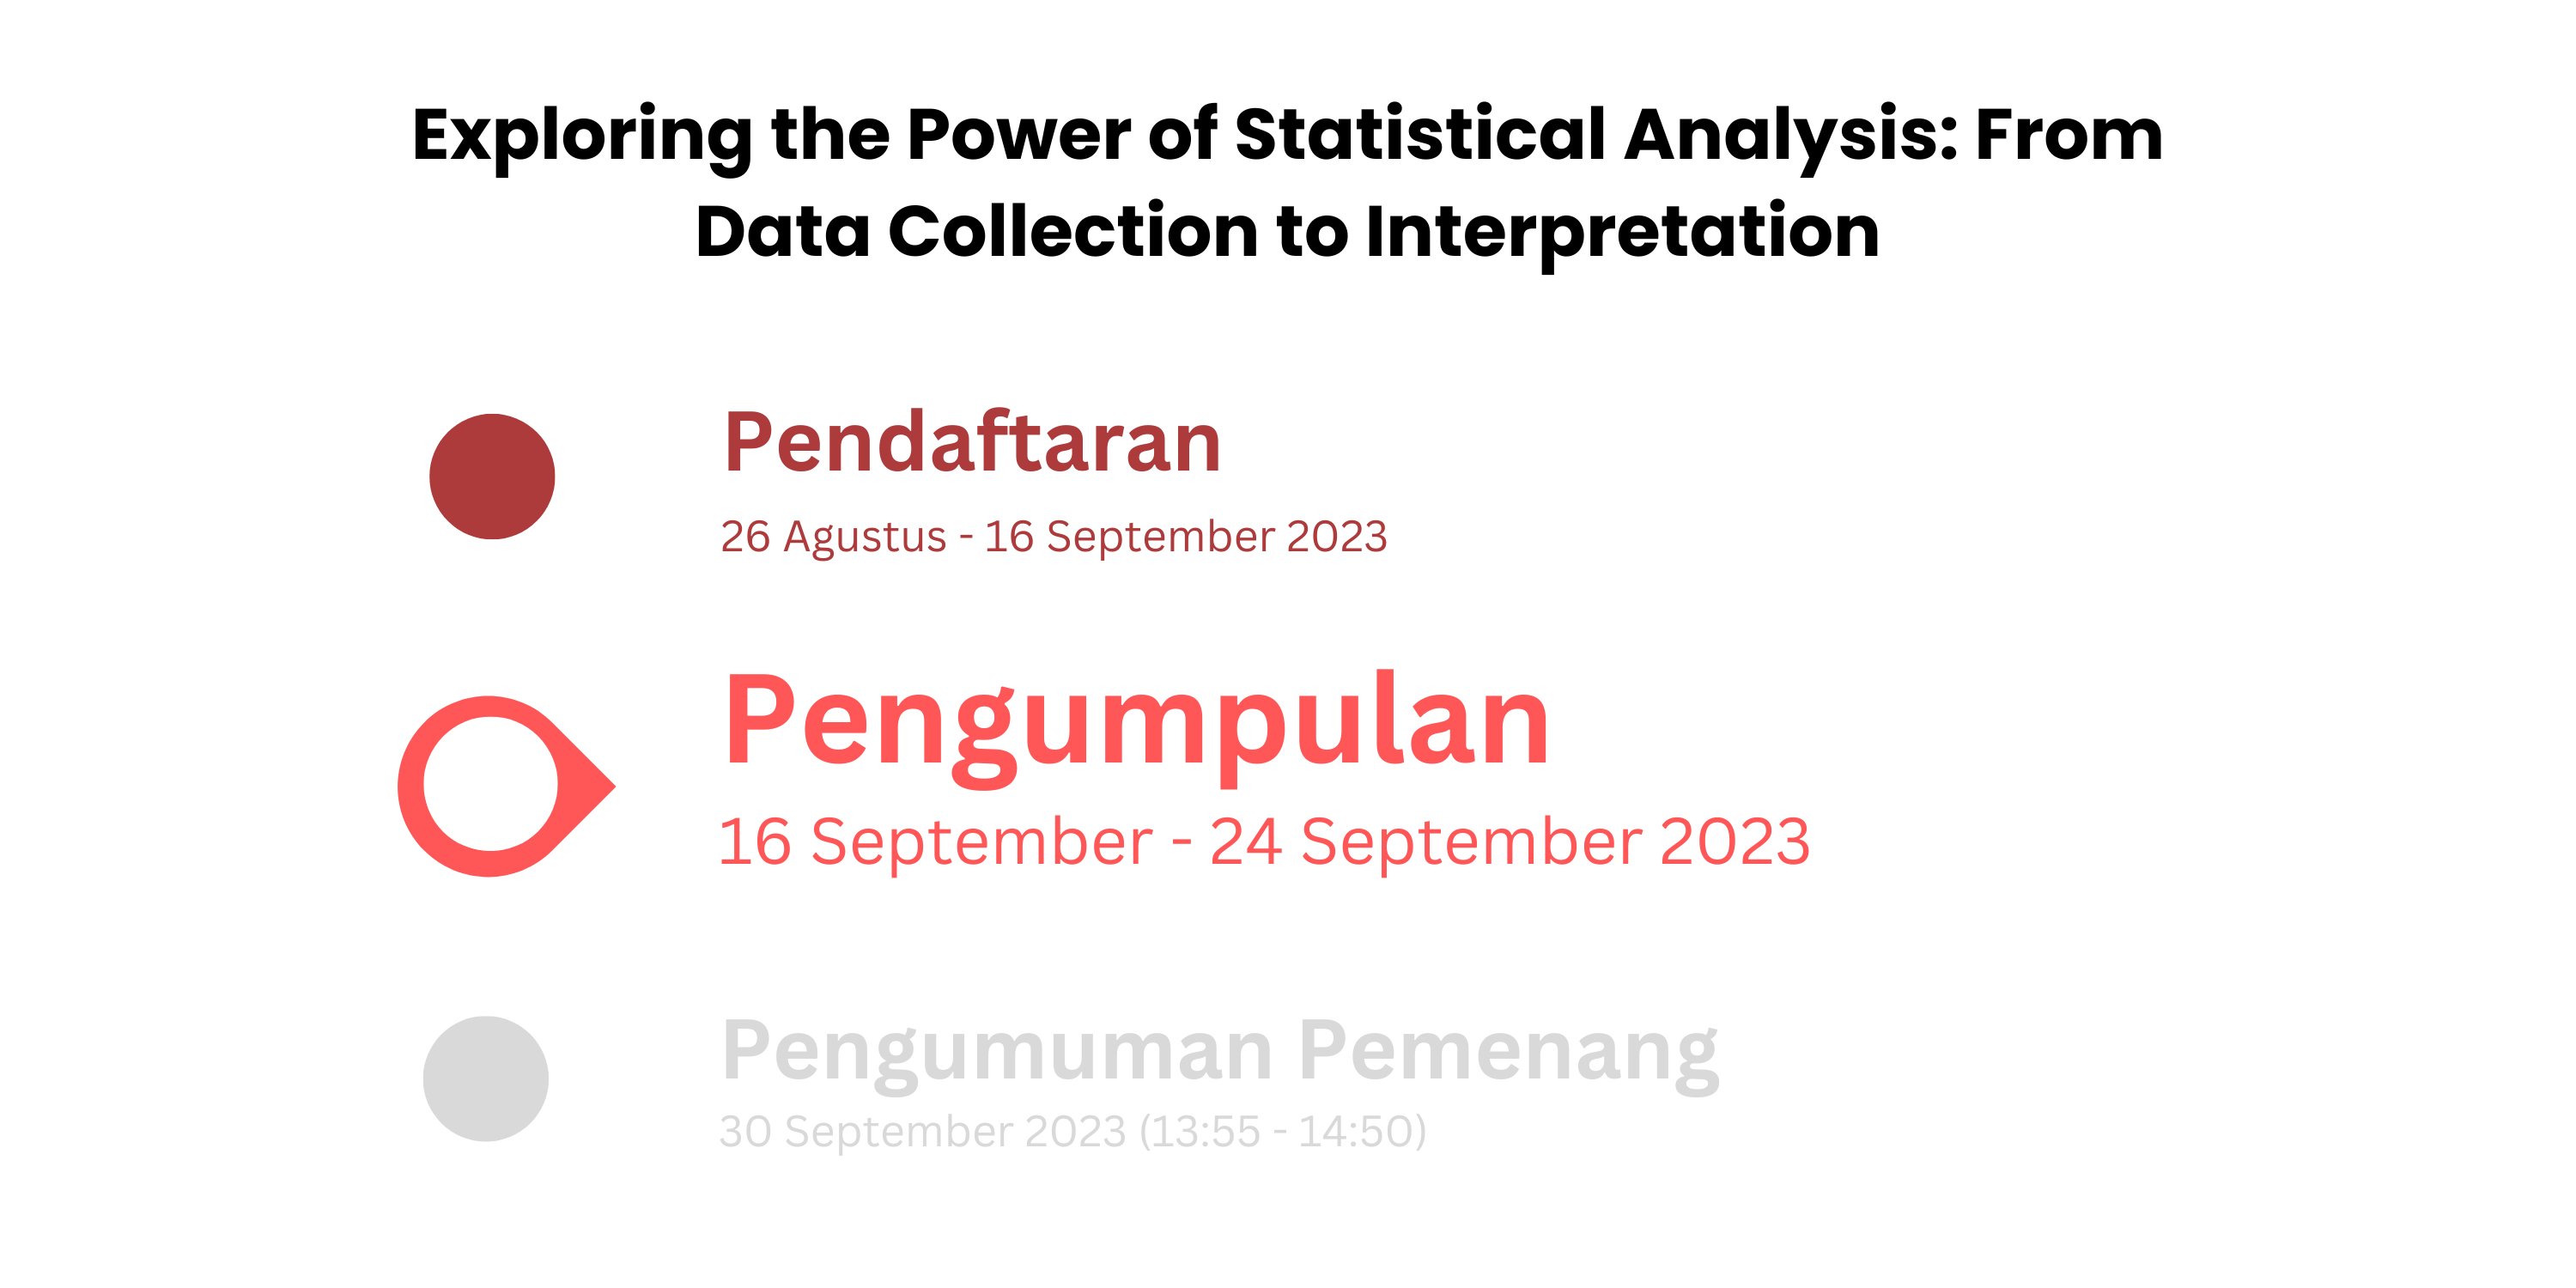 Exploring the Power of Statistical Analysis: From
Data Collection to Interpretation
Pendaftaran
26 Agustus - 16 September 2023
Pengumpulan
16 September - 24 September 2023
Pengumuman Pemenang
30 September 2023 (13:55 - 14:50)